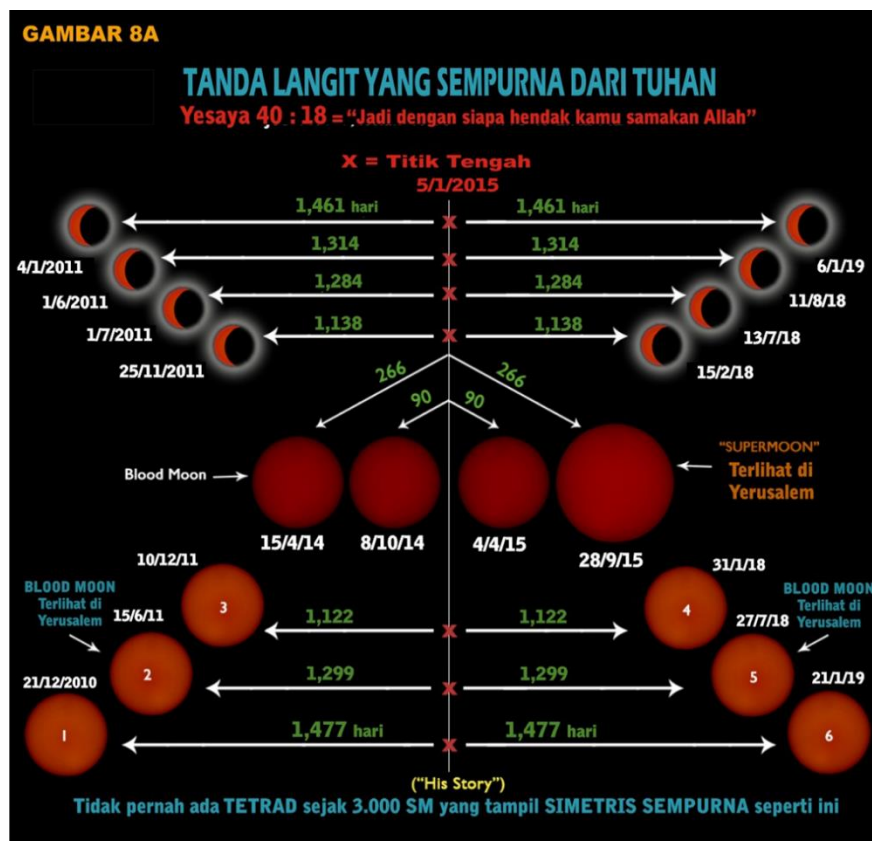 GAMBAR 8A
TANDA LANGIT YANG SEMPURNA DARI TUHAN
Yesaya 40 : 18 = “Jadi dengan siapa hendak kamu samakan Allah”
X = Titik Tengah
5/1/2015
1,461 hari
X
1,461 hari
4/1/2011
1,314
X
1,314
6/1/19
1/6/2011
1,284
X
1,284
11/8/18
1/7/2011
1,138
X
1,138
13/7/18
25/11/2011
15/2/18
266
266
90
90
Blood Moon
“SUPERMOON”
Terlihat di
Yerusalem
15/4/14
8/10/14
4/4/15
28/9/15
10/12/11
31/1/18
BLOOD MOON
Terlihat di
Yerusalem
15/6/11
3
4
27/7/18
BLOOD MOON
Terlihat di
Yerusalem
1,122
X
1,122
21/12/2010
2
1,299
X
1,299
5
21/1/19
1
1,477 hari
X
1,477 hari
6
(“His Story”)
Tidak pernah ada TETRAD sejak 3.000 SM yang tampil SIMETRIS SEMPURNA seperti ini